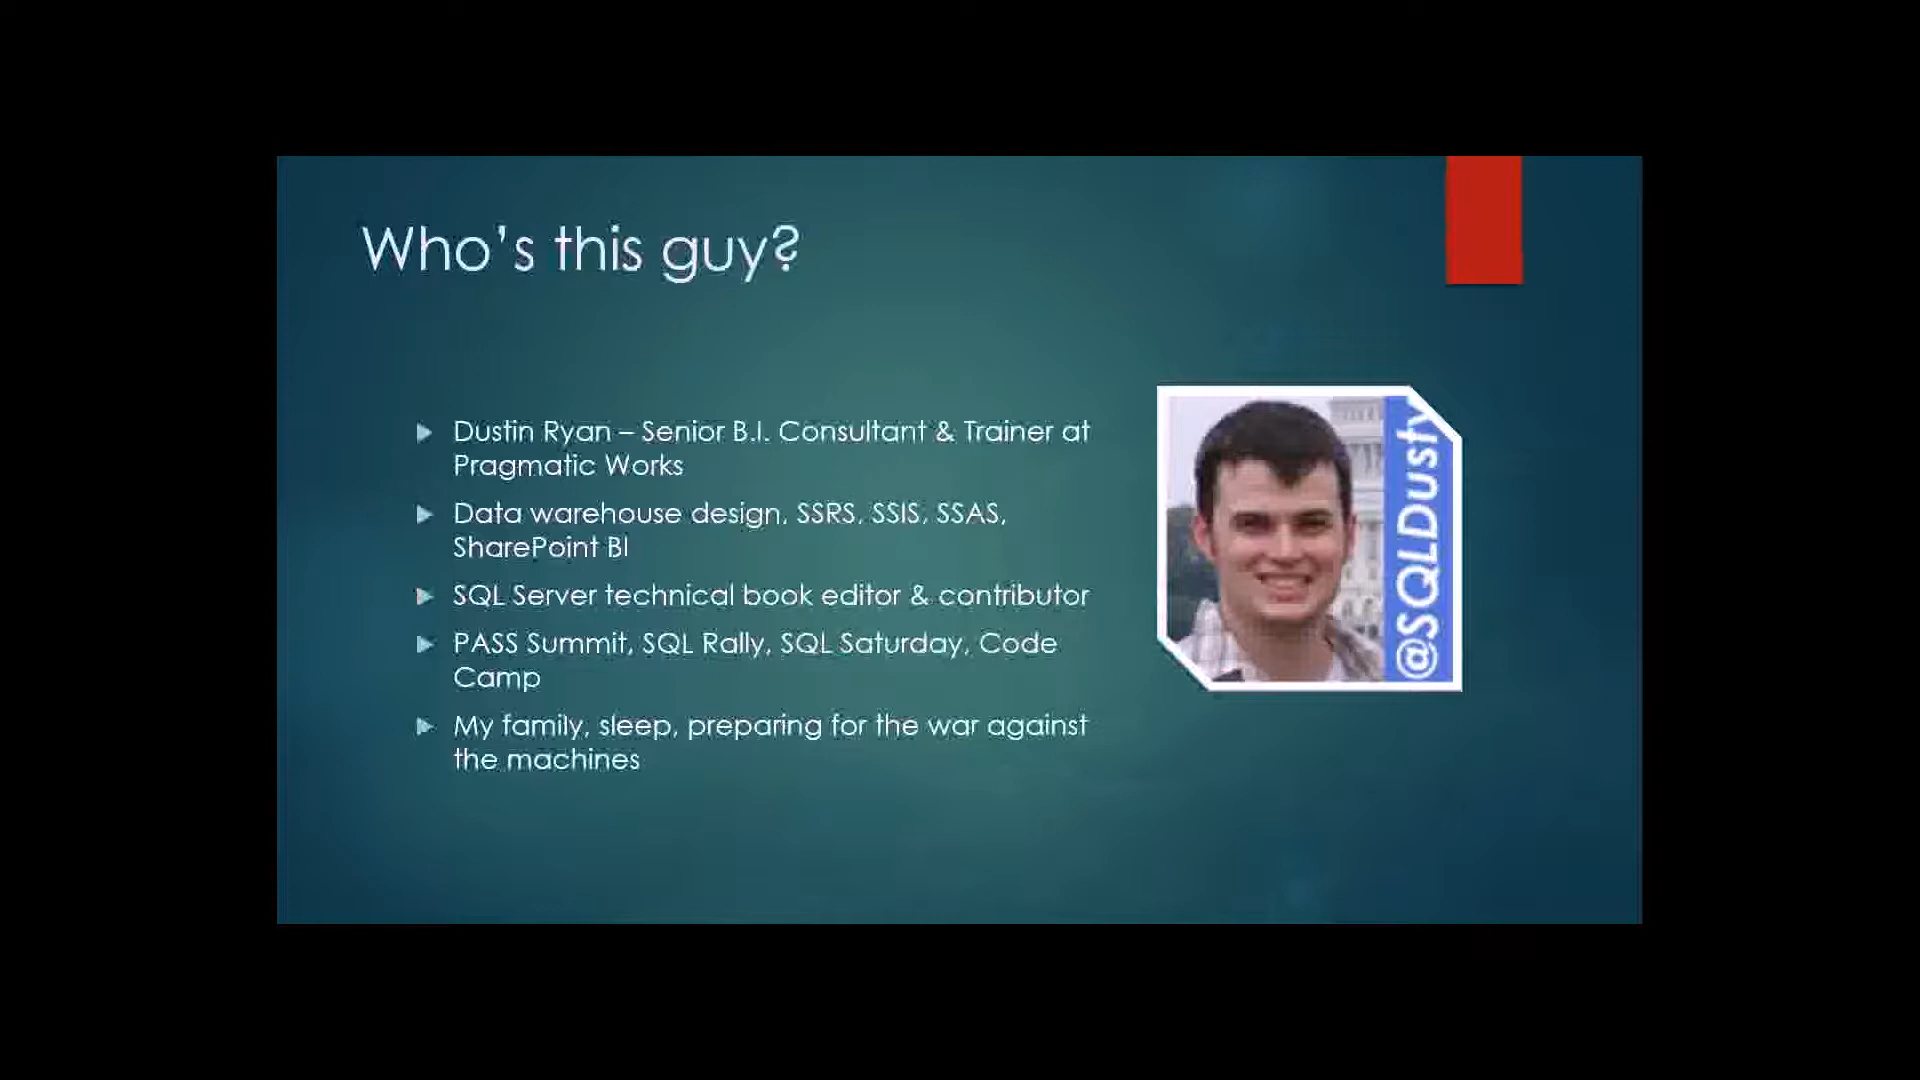 Who's this guy?
Dustin Ryan – Senior B.I. Consultant & Trainer at
Pragmatic Works
Data warehouse design, SSRS, SSIS, SSAS,
SharePoint BI
SQL Server technical book editor & contributor
PASS Summit, SQL Rally, SQL Saturday, Code
Camp
My family, sleep, preparing for the war against
the machines
@SQLDusty